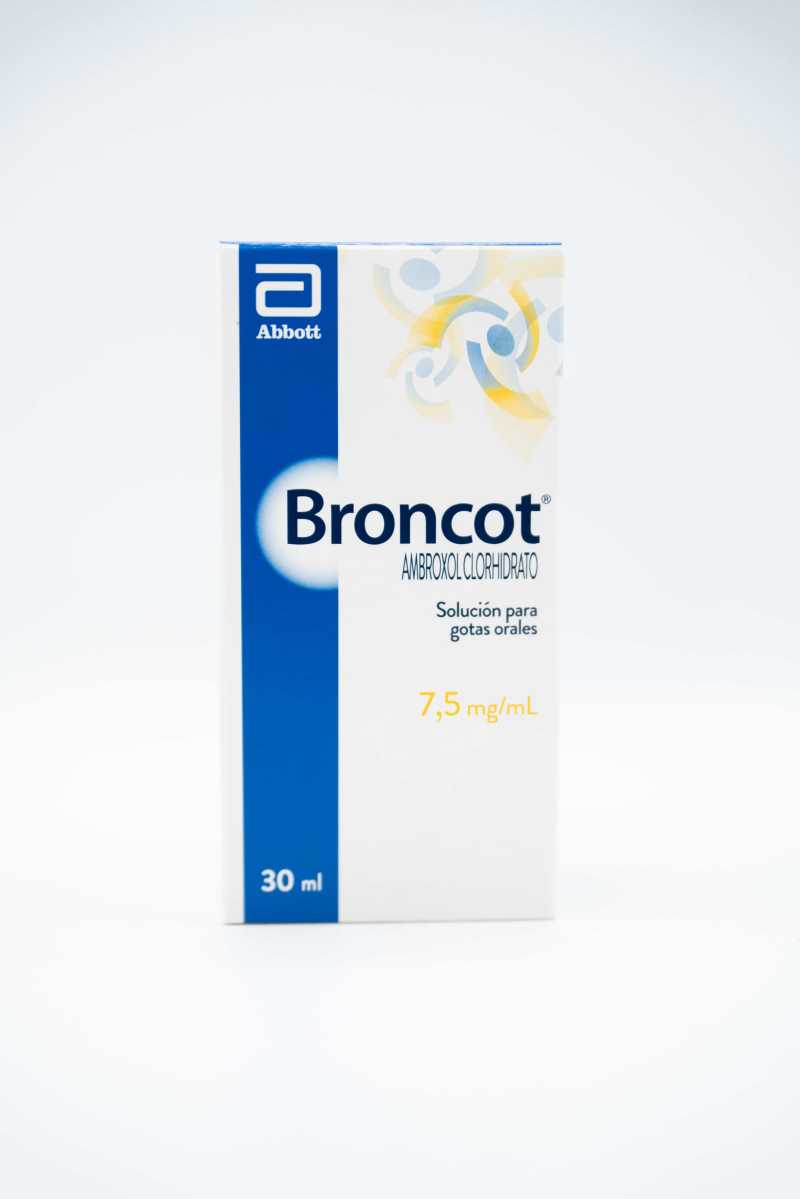 Abbott
Broncot®
AMBROXOL CLORHIDRATO
Solución para
gotas orales
7,5 mg/mL
30 ml